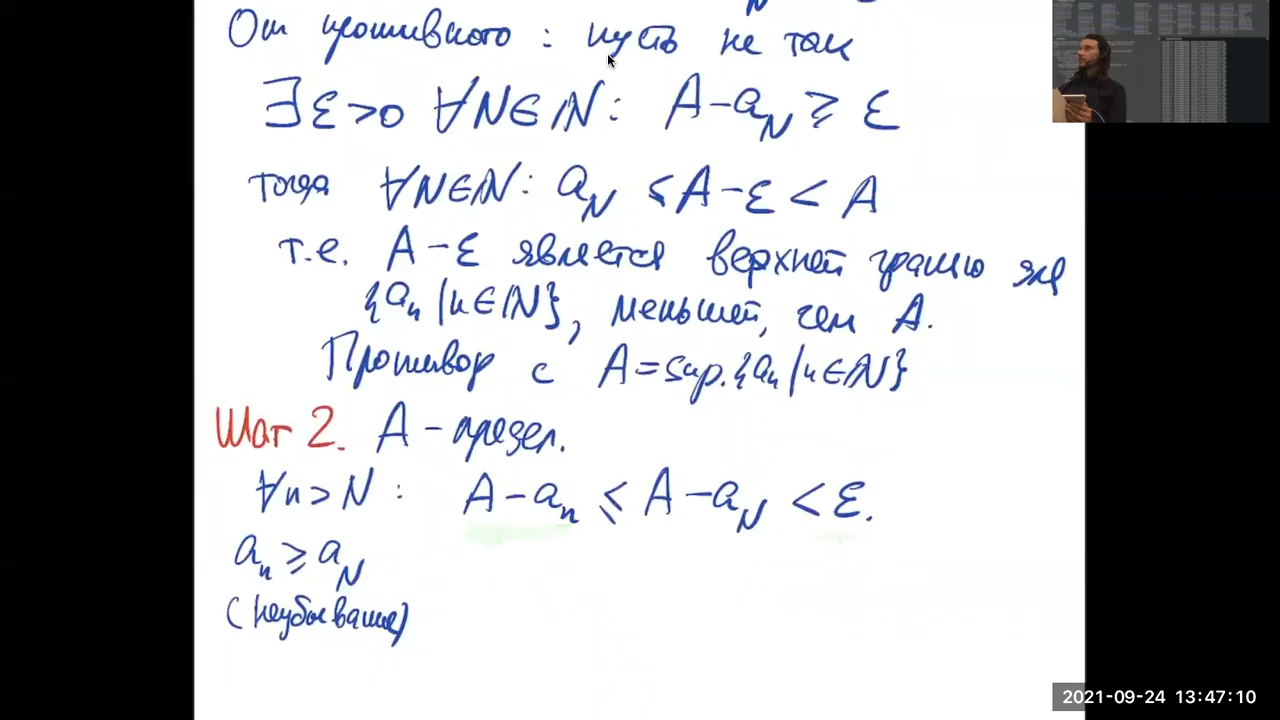 От противного: пусть не так
∃ε>0 ∀N∈ℕ: A-a_N ≥ ε
тогда ∀N∈ℕ: a_N ≤ A-ε < A
т.е. A-ε является верхней гранью для
{a_n | n∈ℕ}, меньшей, чем A.
Противор с A=sup.{a_n | n∈ℕ}
Шаг 2. A - предел.
∀n>N: A-a_n ≤ A-a_N < ε.
a_n ≥ a_N
(неубывание)
2021-09-24 13:47:10